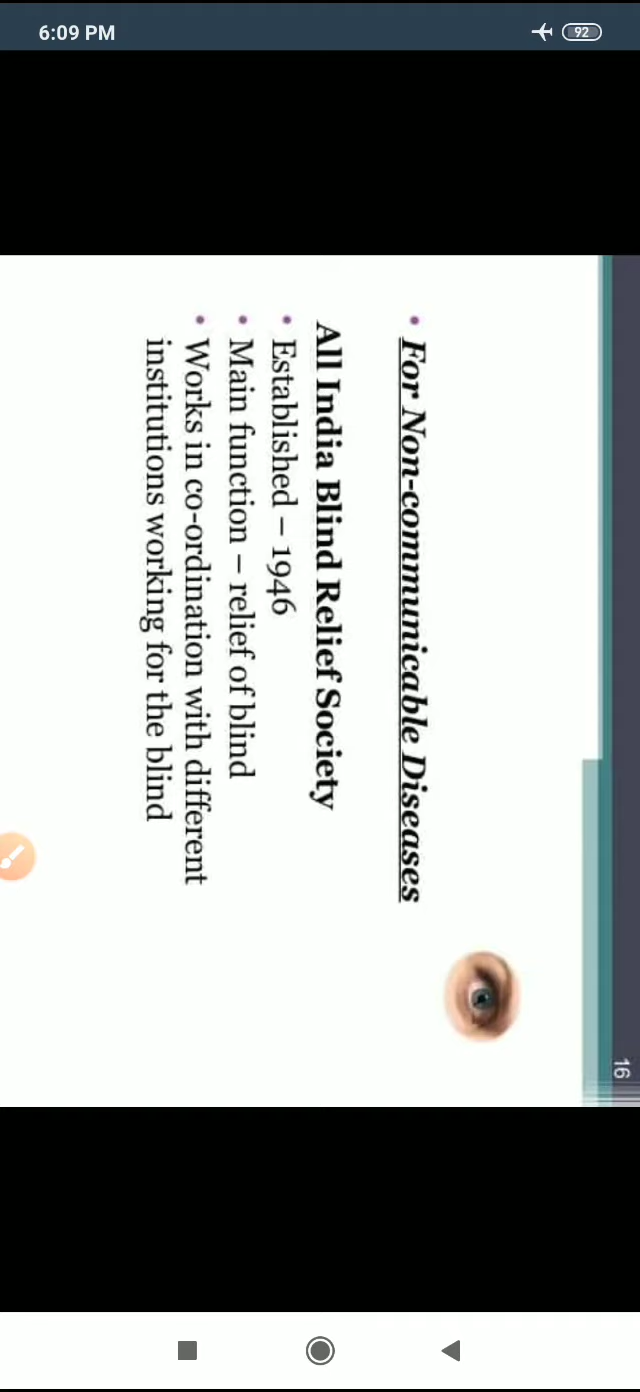 6:09 PM
92
16
• For Non-communicable Diseases
All India Blind Relief Society
• Established – 1946
• Main function – relief of blind
• Works in co-ordination with different
institutions working for the blind